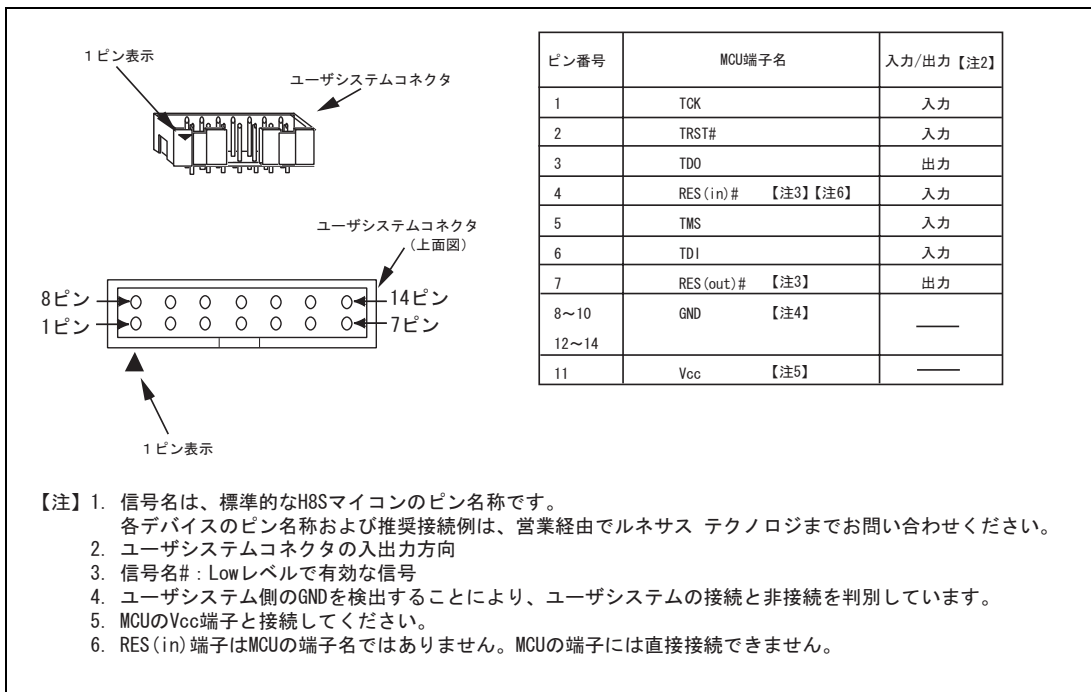 1ピン表示
ユーザシステムコネクタ
ユーザシステムコネクタ
(上面図)
8ピン
14ピン
1ピン
7ピン
1ピン表示
ピン番号 MCU端子名 入力/出力【注2】
1 TCK 入力
2 TRST# 入力
3 TDO 出力
4 RES(in)# 【注3】【注6】 入力
5 TMS 入力
6 TDI 入力
7 RES(out)# 【注3】 出力
8~10 GND 【注4】 ——
12~14
11 Vcc 【注5】 ——
【注】1. 信号名は、標準的なH8Sマイコンのピン名称です。
各デバイスのピン名称および推奨接続例は、営業経由でルネサス テクノロジまでお問い合わせください。
2. ユーザシステムコネクタの入出力方向
3. 信号名#:Lowレベルで有効な信号
4. ユーザシステム側のGNDを検出することにより、ユーザシステムの接続と非接続を判別しています。
5. MCUのVcc端子と接続してください。
6. RES(in)端子はMCUの端子名ではありません。MCUの端子には直接接続できません。